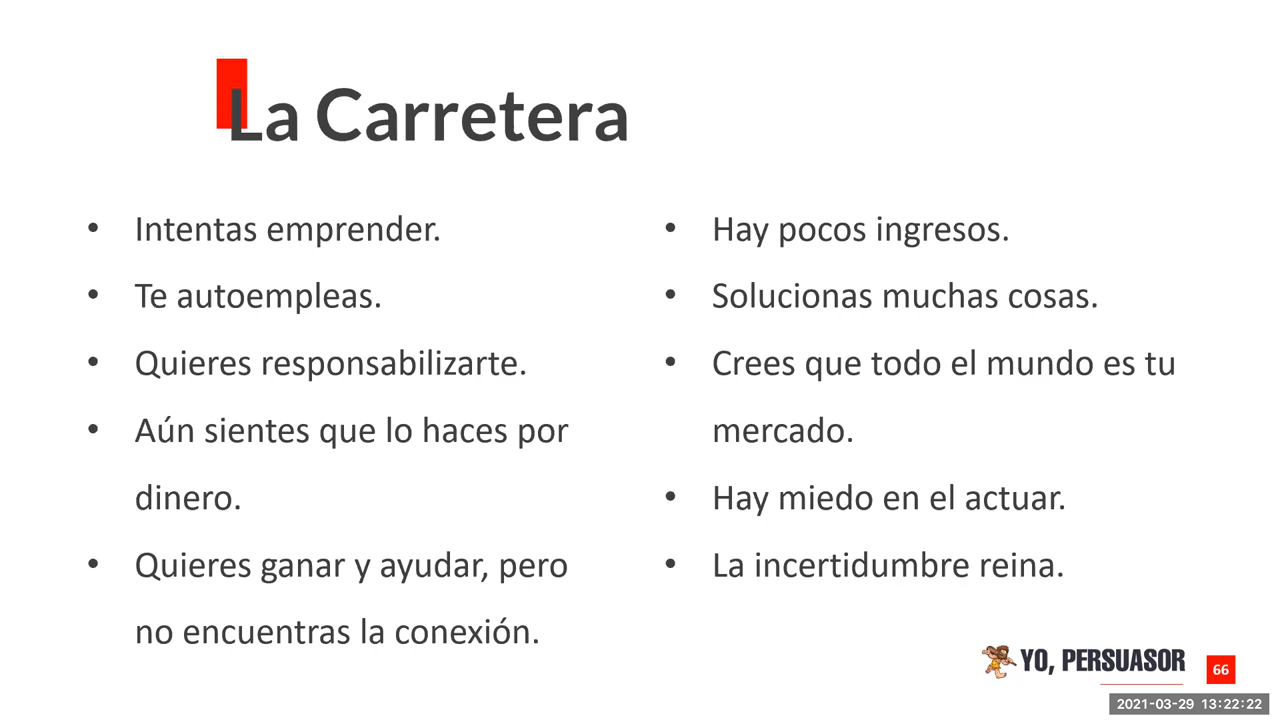 La Carretera
• Intentas emprender.
• Te autoempleas.
• Quieres responsabilizarte.
• Aún sientes que lo haces por
dinero.
• Quieres ganar y ayudar, pero
no encuentras la conexión.
• Hay pocos ingresos.
• Solucionas muchas cosas.
• Crees que todo el mundo es tu
mercado.
• Hay miedo en el actuar.
• La incertidumbre reina.
YO, PERSUASOR
66
2021-03-29 13:22:22